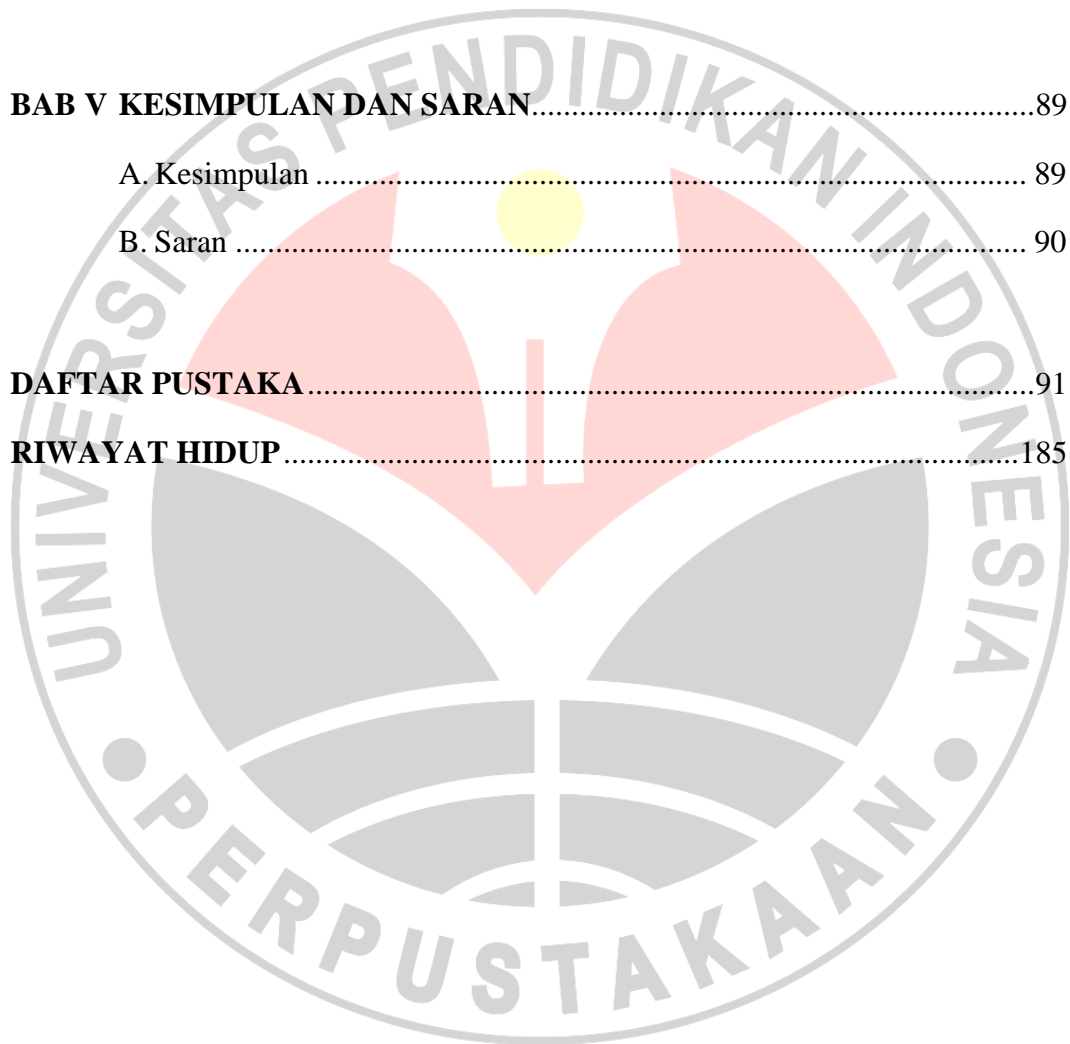 BAB V KESIMPULAN DAN SARAN..............................................................89
A. Kesimpulan ........................................................................................ 89
B. Saran .................................................................................................. 90
DAFTAR PUSTAKA..........................................................................................91
RIWAYAT HIDUP...........................................................................................185
UNIVERSITAS PENDIDIKAN INDONESIA
PERPUSTAKAAN